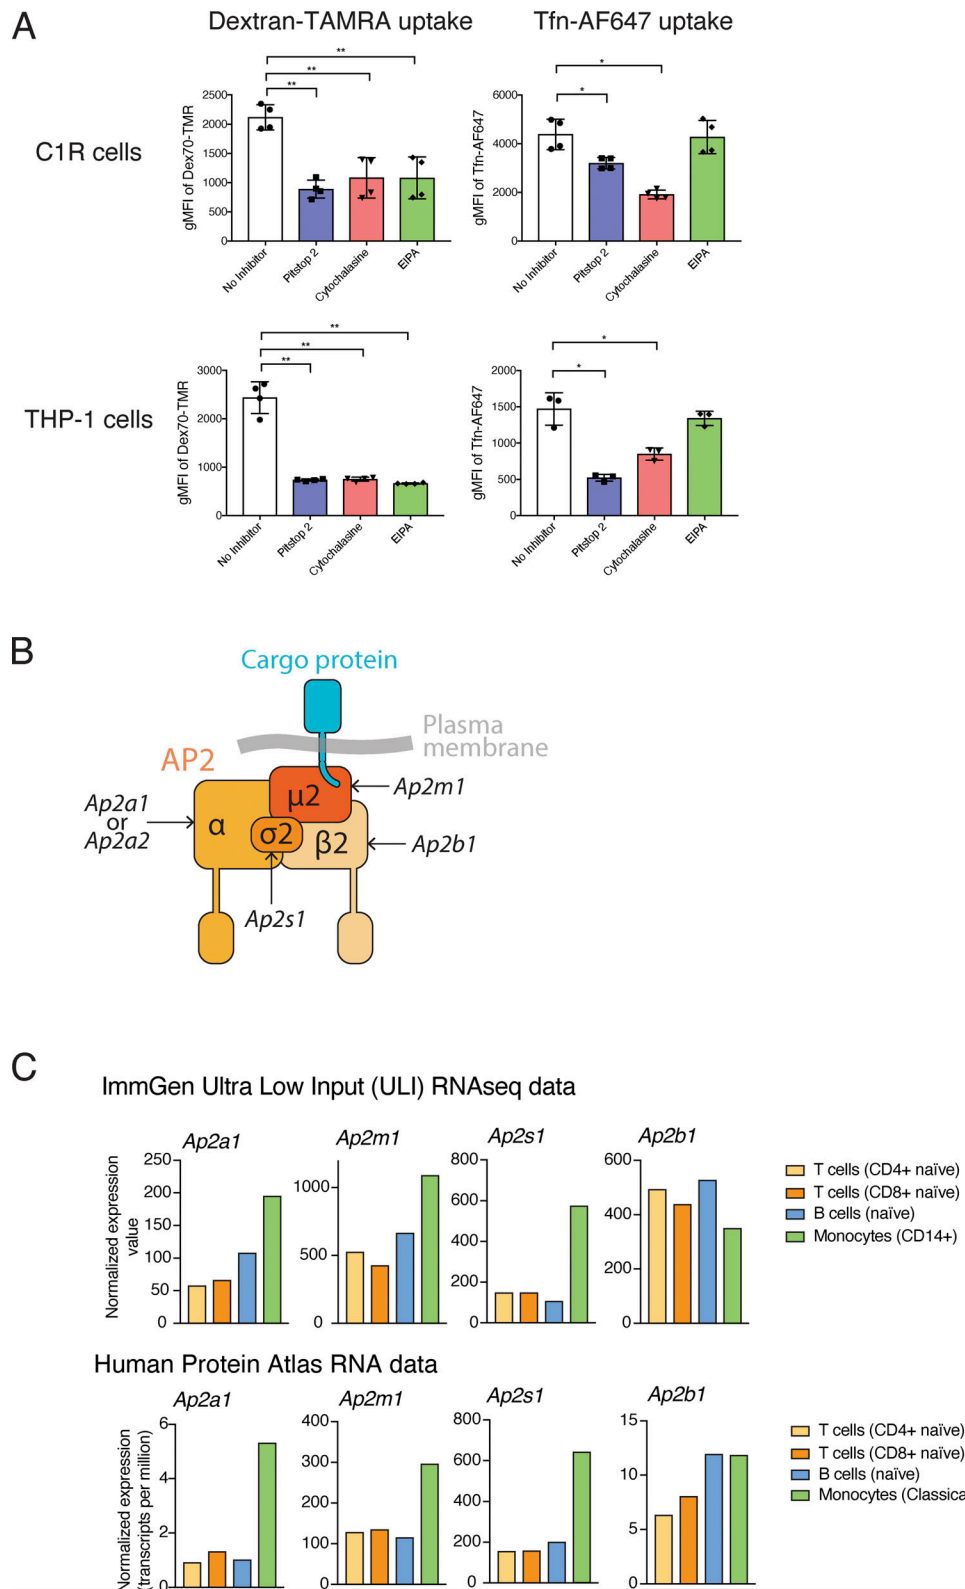 A
Dextran-TAMRA uptake
Tfn-AF647 uptake
C1R cells
gMFI of Dex70-TMR
2500
2000
1500
1000
500
0
**
**
**
No Inhibitor
Pitstop 2
Cytochalasine
EIPA
gMFI of Tfn-AF647
6000
4000
2000
0
*
*
No Inhibitor
Pitstop 2
Cytochalasine
EIPA
THP-1 cells
gMFI of Dex70-TMR
3000
2000
1000
0
**
**
**
No Inhibitor
Pitstop 2
Cytochalasine
EIPA
gMFI of Tfn-AF647
2000
1500
1000
500
0
*
*
No Inhibitor
Pitstop 2
Cytochalasine
EIPA
B
Cargo protein
Plasma
membrane
AP2
Ap2a1
or
Ap2a2
α
μ2
σ2
β2
Ap2m1
Ap2b1
Ap2s1
C
ImmGen Ultra Low Input (ULI) RNAseq data
Normalized expression
value
Ap2a1
250
200
150
100
50
0
Ap2m1
1000
500
0
Ap2s1
800
600
400
200
0
Ap2b1
600
400
200
0
T cells (CD4+ naïve)
T cells (CD8+ naïve)
B cells (naïve)
Monocytes (CD14+)
Human Protein Atlas RNA data
Normalized expression
(transcripts per million)
Ap2a1
6
4
2
0
Ap2m1
400
300
200
100
0
Ap2s1
800
600
400
200
0
Ap2b1
15
10
5
0
T cells (CD4+ naïve)
T cells (CD8+ naïve)
B cells (naïve)
Monocytes (Classica